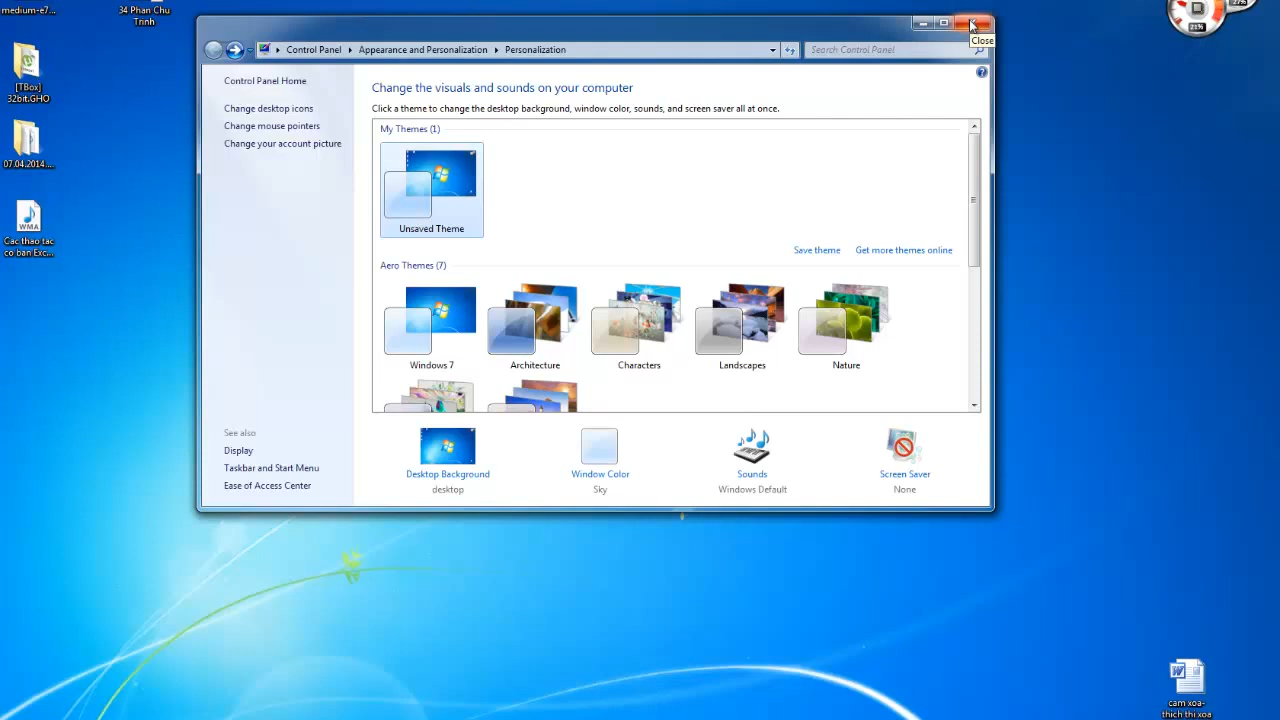 medium-e7...
34 Phan Chu
Trinh
27%
21%
Close
Control Panel
Appearance and Personalization
Personalization
Search Control Panel
[TBox]
32bit.GHO
07.04.2014....
WMA
Cac thao tac
co ban Exc...
Control Panel Home
Change desktop icons
Change mouse pointers
Change your account picture
Change the visuals and sounds on your computer
Click a theme to change the desktop background, window color, sounds, and screen saver all at once.
My Themes (1)
Unsaved Theme
Save theme
Get more themes online
Aero Themes (7)
Windows 7
Architecture
Characters
Landscapes
Nature
See also
Display
Taskbar and Start Menu
Ease of Access Center
Desktop Background
desktop
Window Color
Sky
Sounds
Windows Default
Screen Saver
None
cam xoa-
thich thi xoa